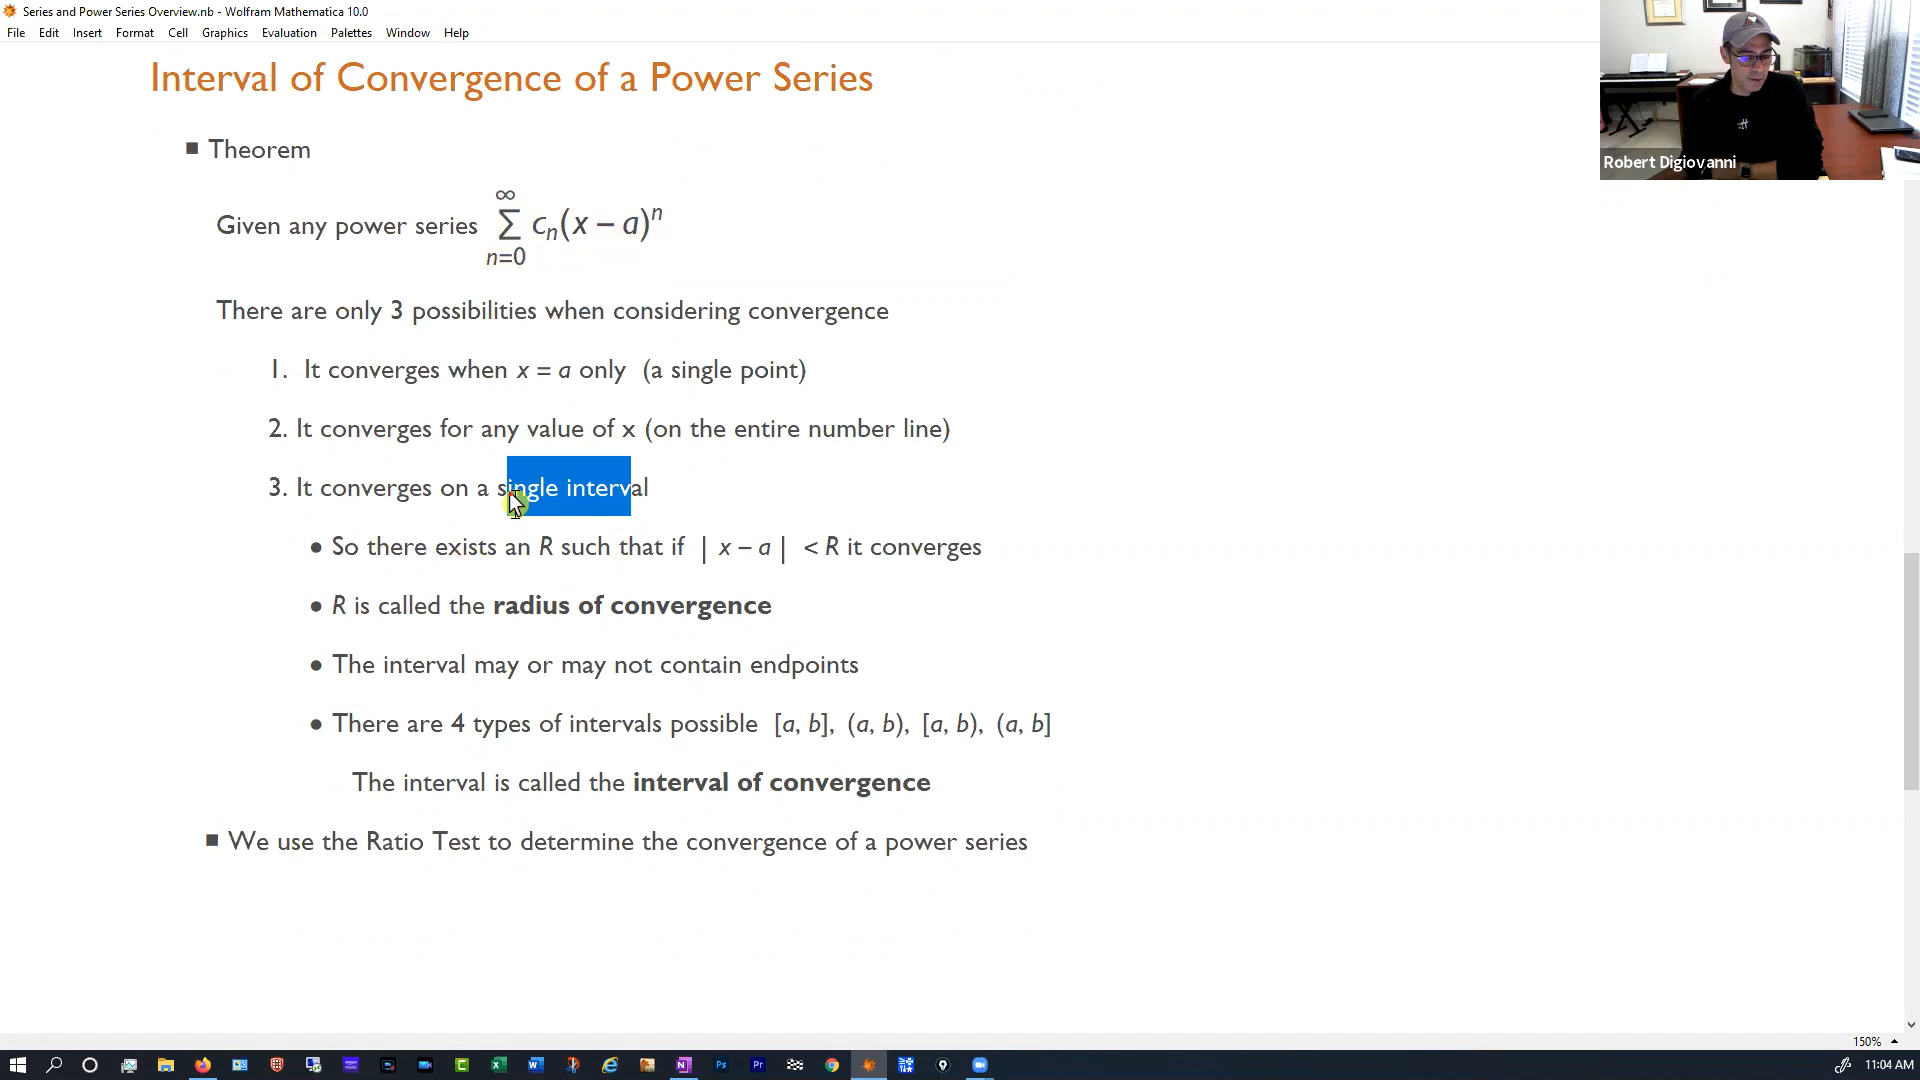 Series and Power Series Overview.nb - Wolfram Mathematica 10.0
File Edit Insert Format Cell Graphics Evaluation Palettes Window Help
Interval of Convergence of a Power Series
■ Theorem
Given any power series ∞ ∑ n=0 cₙ(x − a)ⁿ
There are only 3 possibilities when considering convergence
1. It converges when x = a only (a single point)
2. It converges for any value of x (on the entire number line)
3. It converges on a single interval
● So there exists an R such that if | x − a | < R it converges
● R is called the radius of convergence
● The interval may or may not contain endpoints
● There are 4 types of intervals possible [a, b], (a, b), [a, b), (a, b]
The interval is called the interval of convergence
■ We use the Ratio Test to determine the convergence of a power series
Robert Digiovanni
150%
11:04 AM